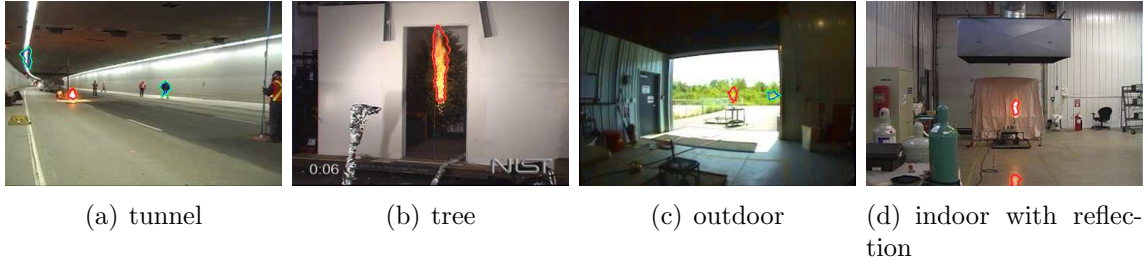 0:06
NIST
(a) tunnel
(b) tree
(c) outdoor
(d) indoor with reflec-
tion